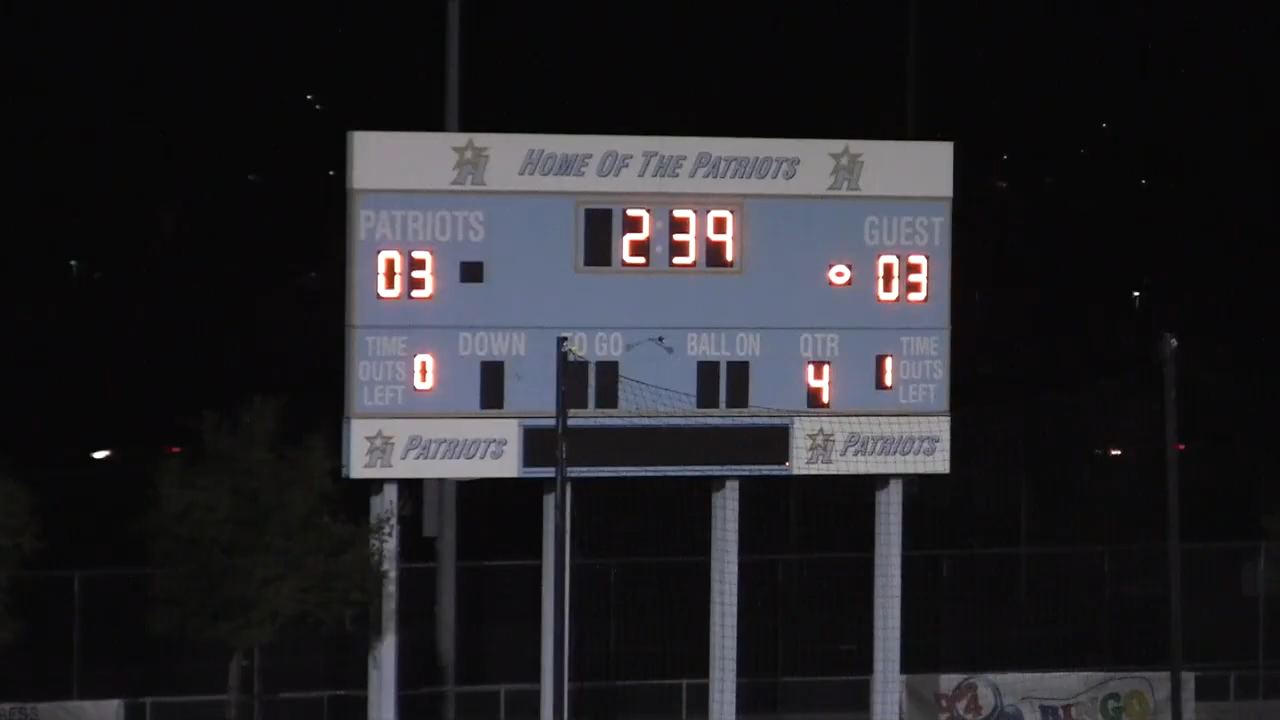 HOME OF THE PATRIOTS
PATRIOTS 2:39 GUEST
03 03
TIME OUTS LEFT 0 DOWN TO GO BALL ON QTR 4 1 TIME OUTS LEFT
PATRIOTS PATRIOTS
BINGO